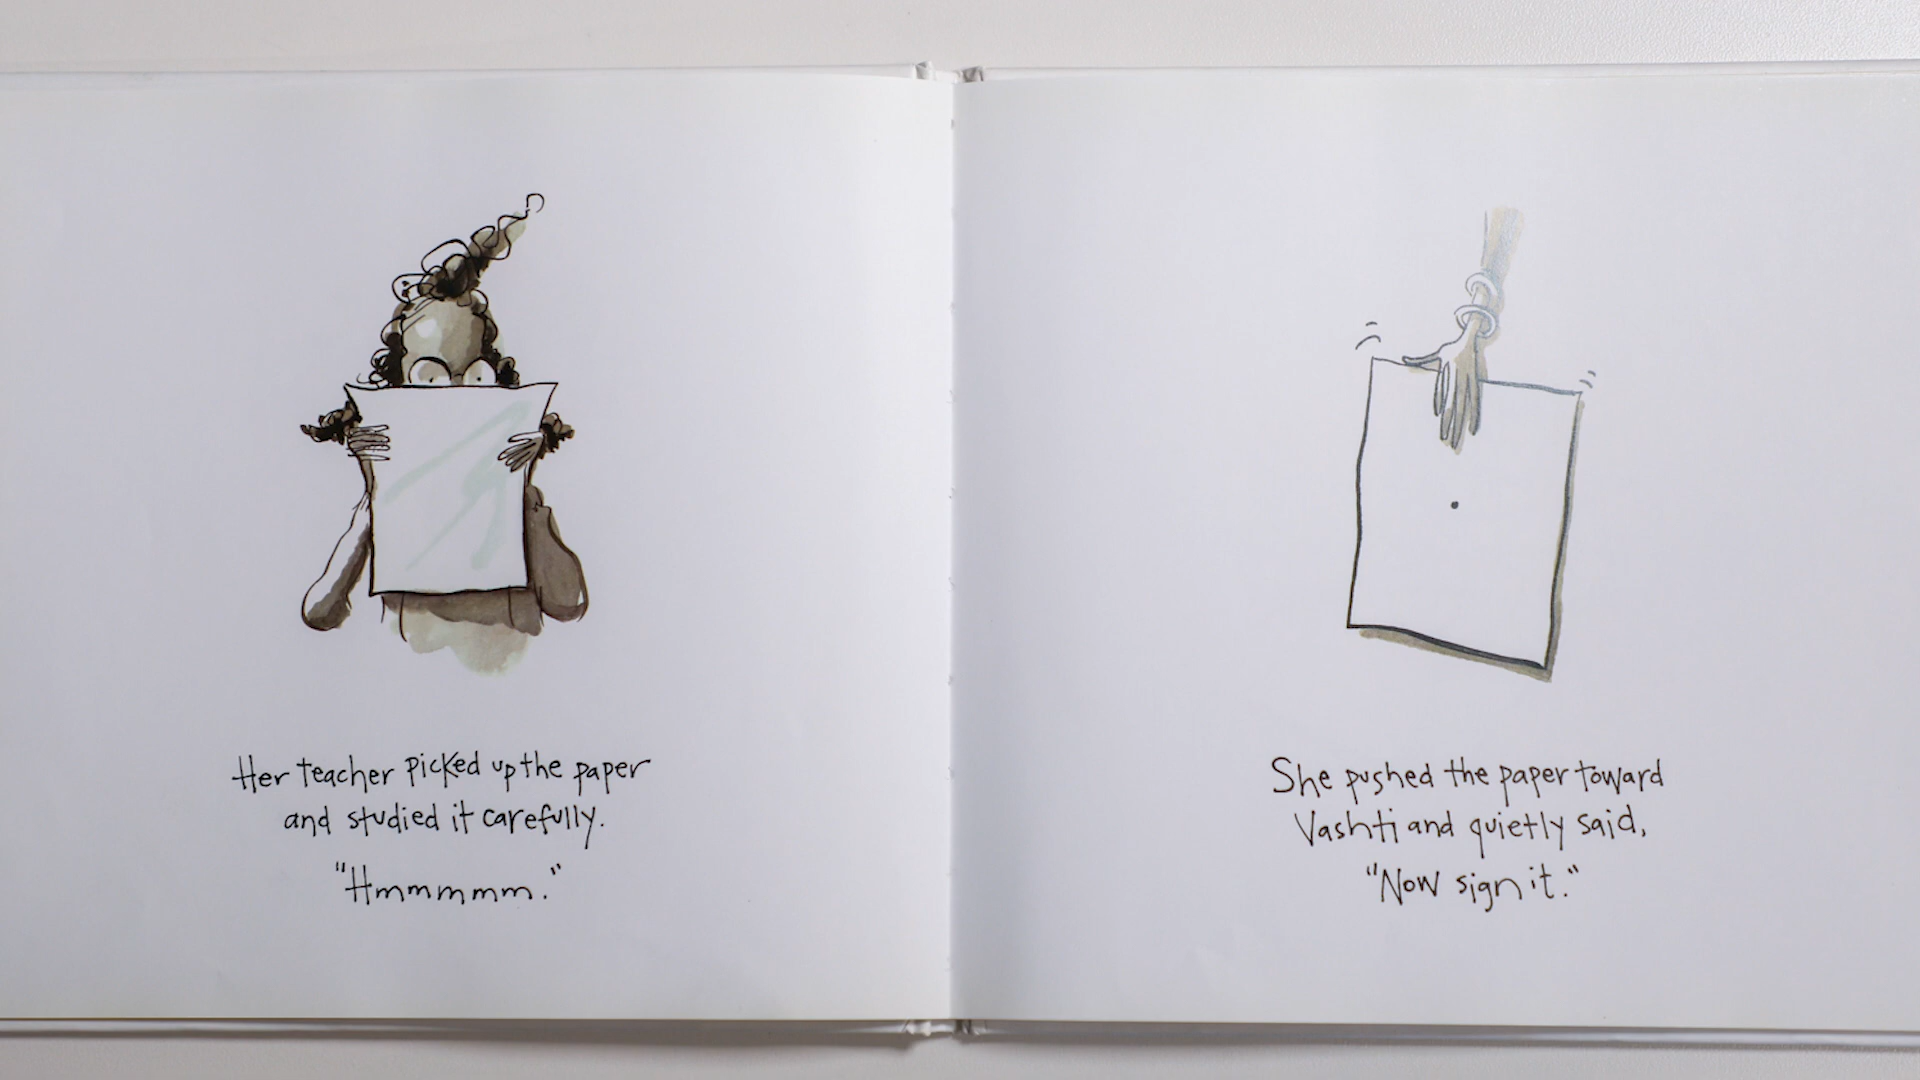 Her teacher picked up the paper
and studied it carefully.
"Hmmmmm."
She pushed the paper toward
Vashti and quietly said,
"Now sign it."